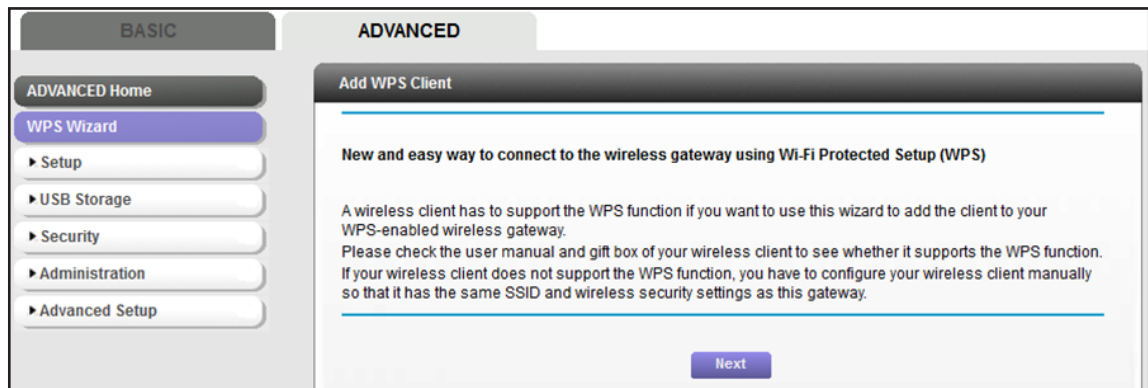 BASIC
ADVANCED
ADVANCED Home
WPS Wizard
Setup
USB Storage
Security
Administration
Advanced Setup
Add WPS Client
New and easy way to connect to the wireless gateway using Wi-Fi Protected Setup (WPS)
A wireless client has to support the WPS function if you want to use this wizard to add the client to your
WPS-enabled wireless gateway.
Please check the user manual and gift box of your wireless client to see whether it supports the WPS function.
If your wireless client does not support the WPS function, you have to configure your wireless client manually
so that it has the same SSID and wireless security settings as this gateway.
Next